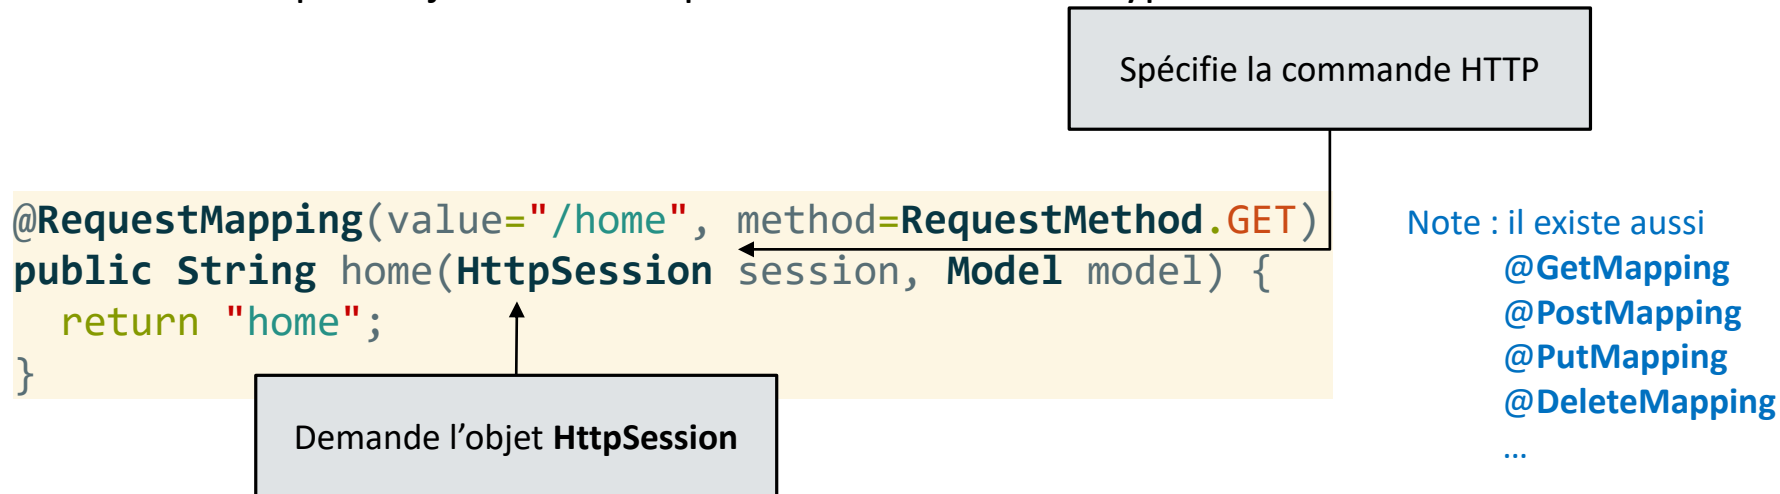 Spécifie la commande HTTP
@RequestMapping(value="/home", method=RequestMethod.GET)
public String home(HttpSession session, Model model) {
  return "home";
}
Demande l’objet HttpSession
Note : il existe aussi
@GetMapping
@PostMapping
@PutMapping
@DeleteMapping
...